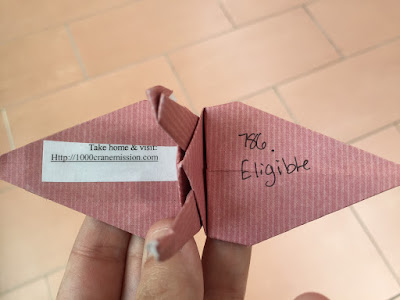 Take home & visit:
Http://1000cranemission.com
786.
Eligible